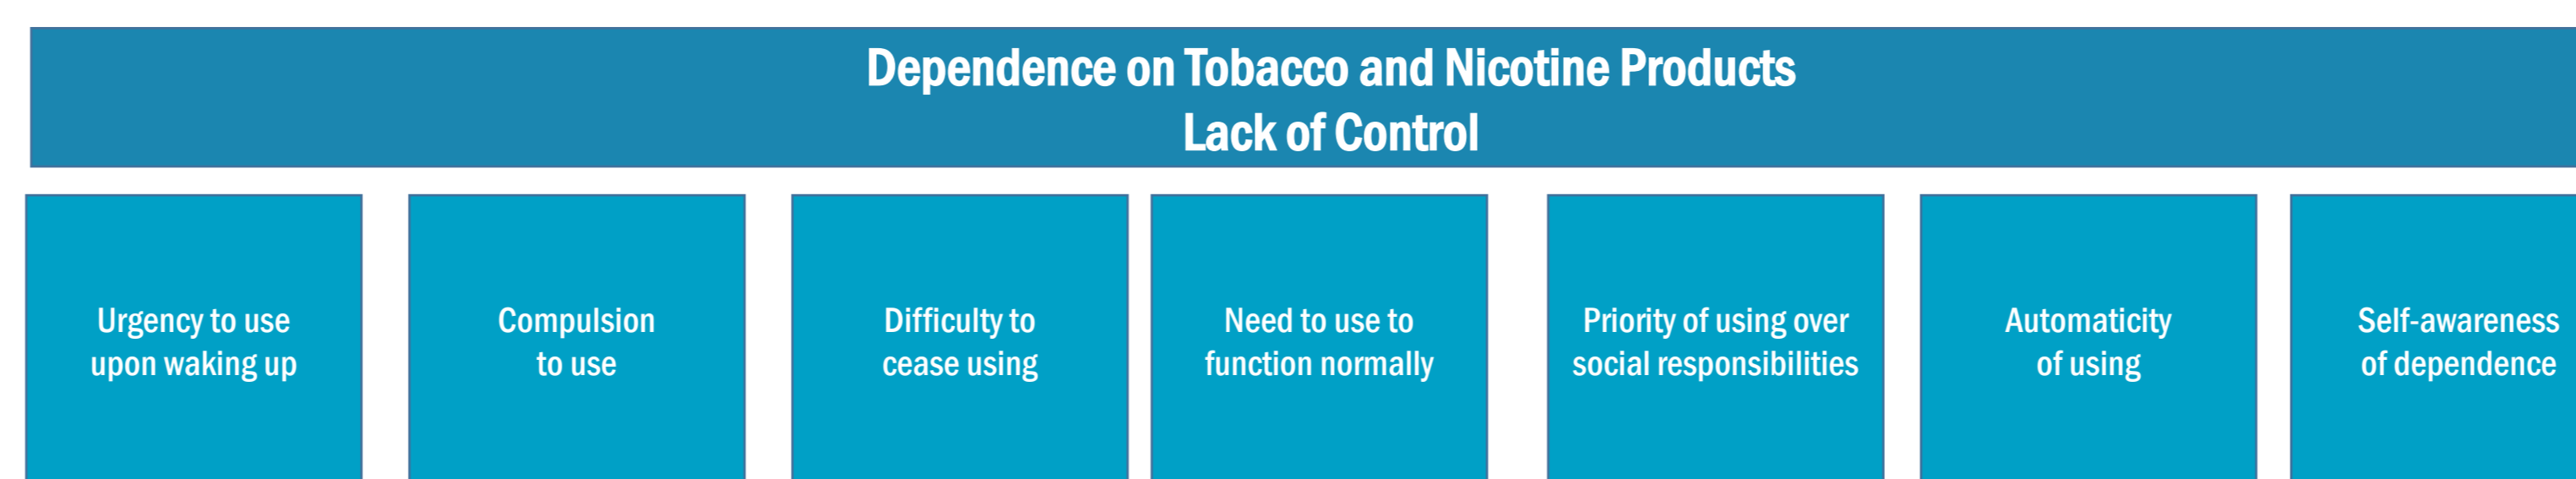 Dependence on Tobacco and Nicotine Products
Lack of Control
Urgency to use
upon waking up
Compulsion
to use
Difficulty to
cease using
Need to use to
function normally
Priority of using over
social responsibilities
Automaticity
of using
Self-awareness
of dependence